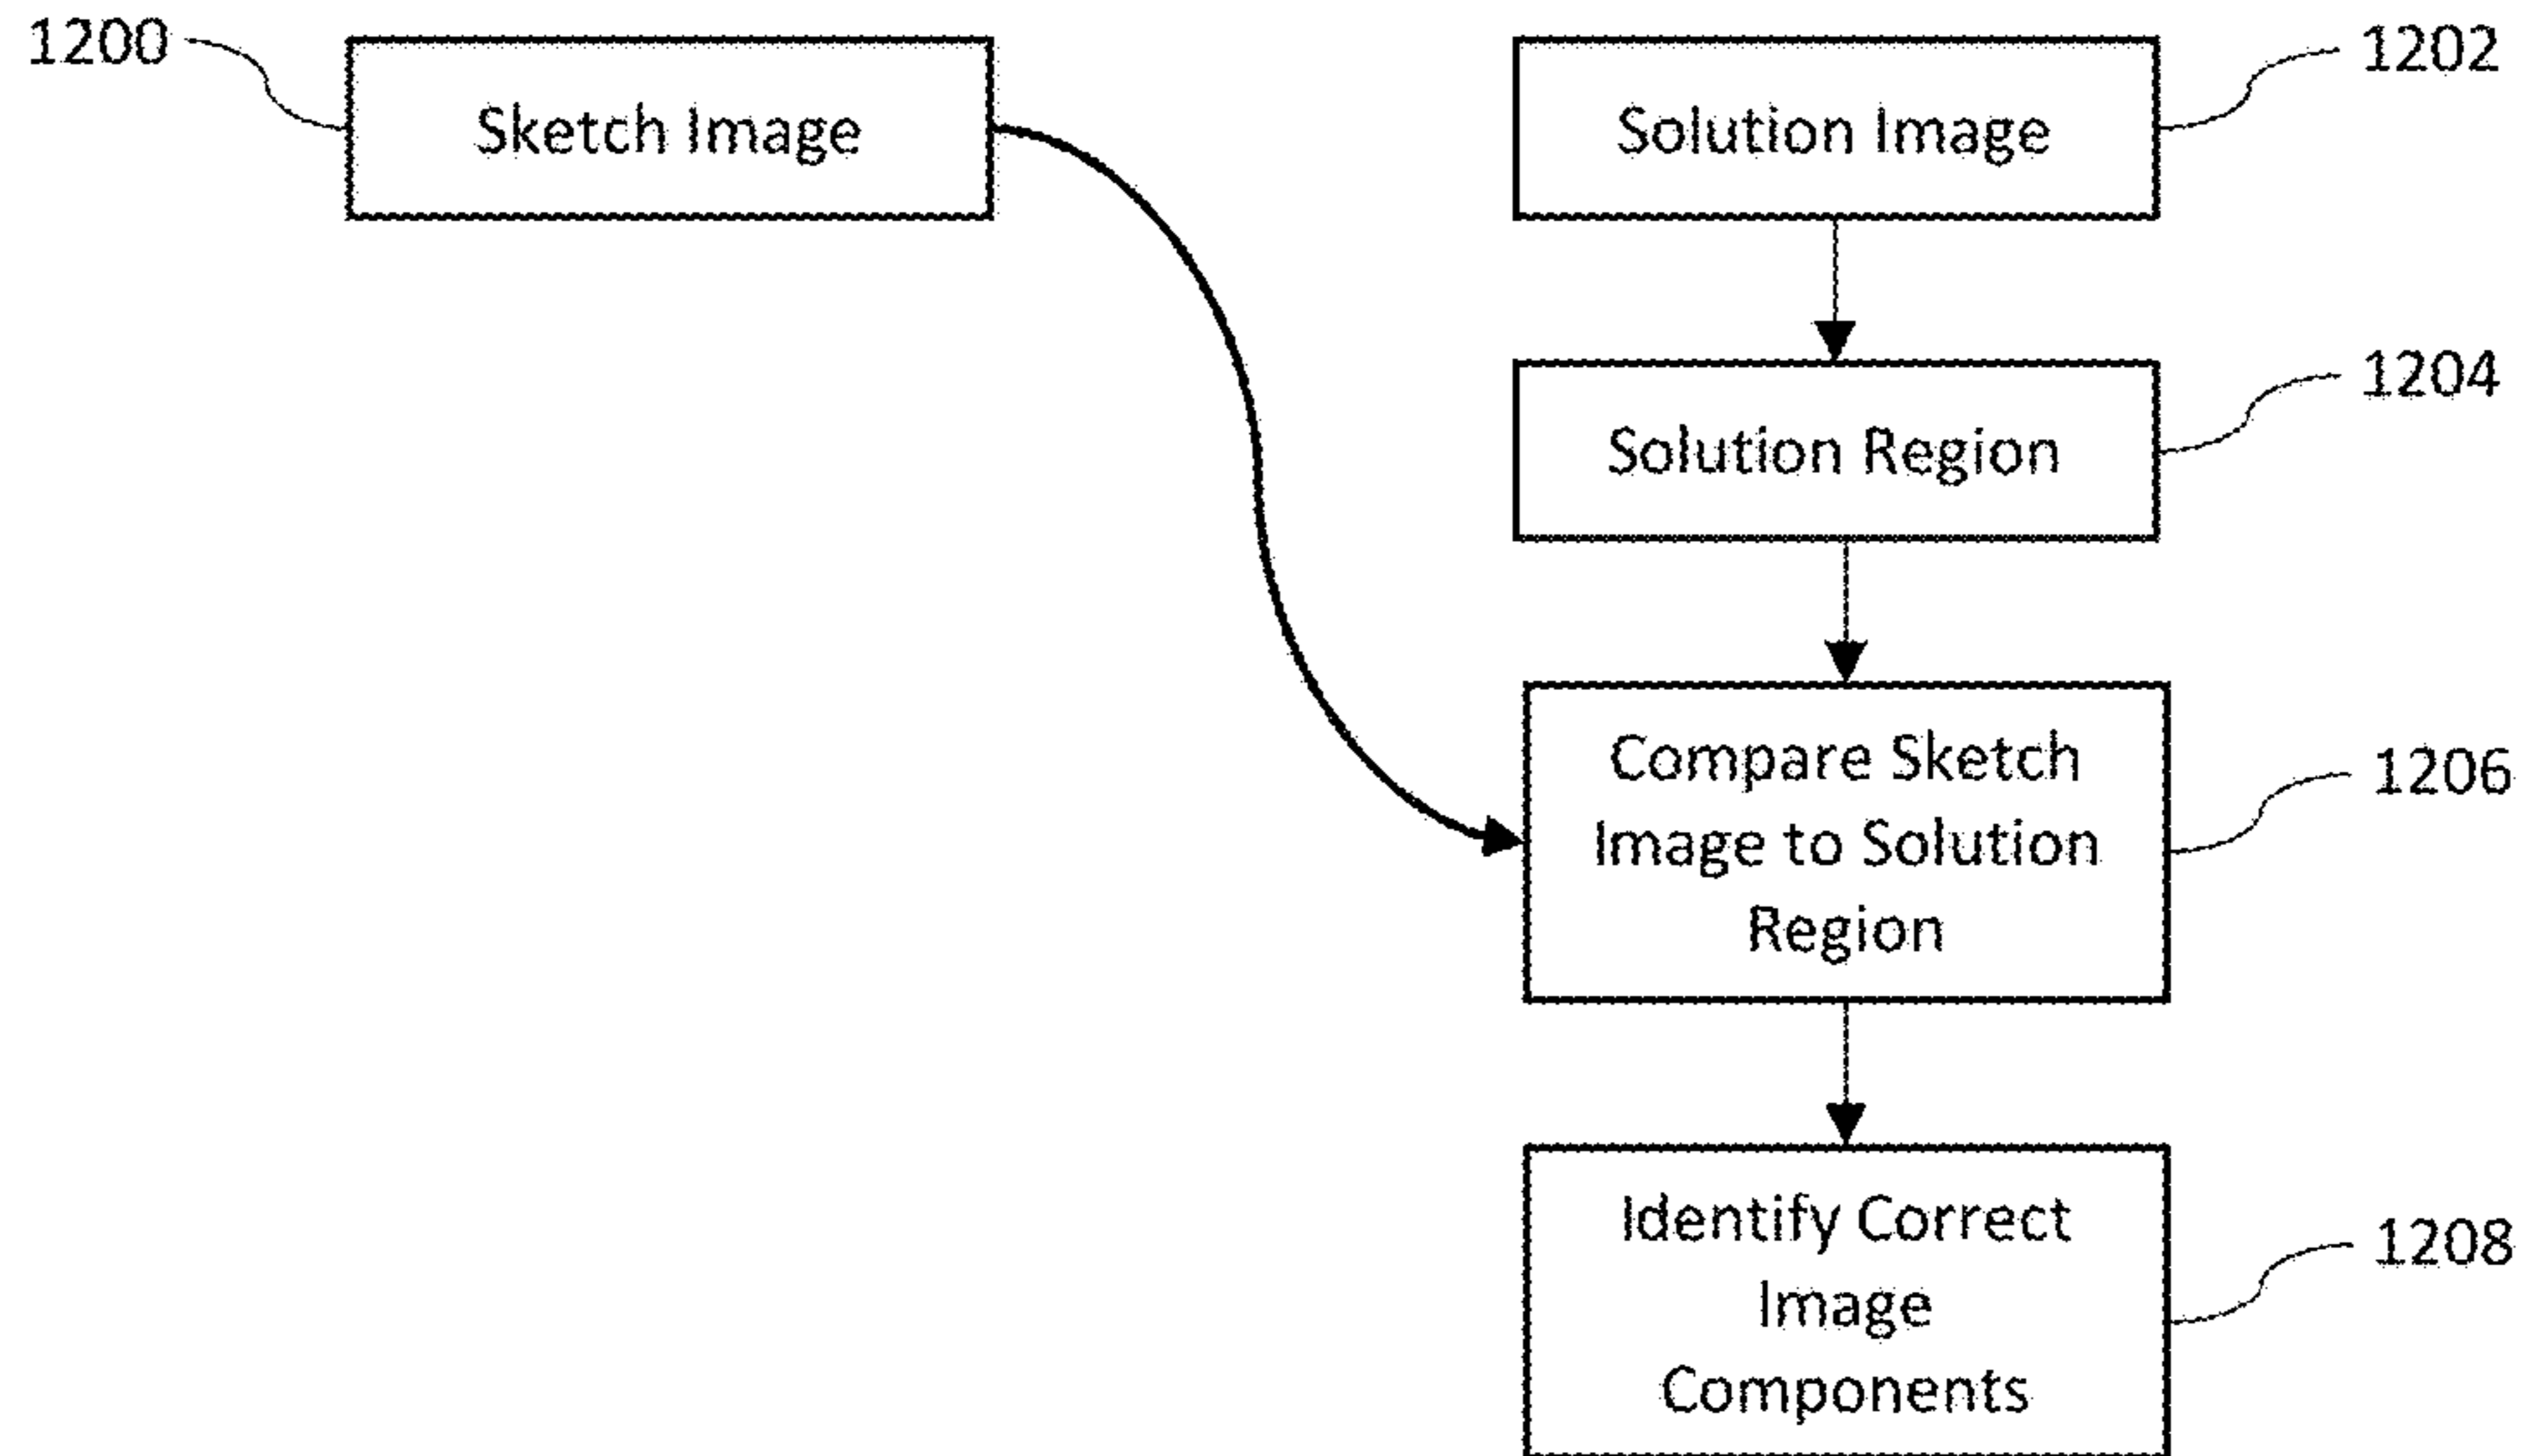 1200
Sketch Image
Solution Image
1202
Solution Region
1204
Compare Sketch
Image to Solution
Region
1206
Identify Correct
Image
Components
1208